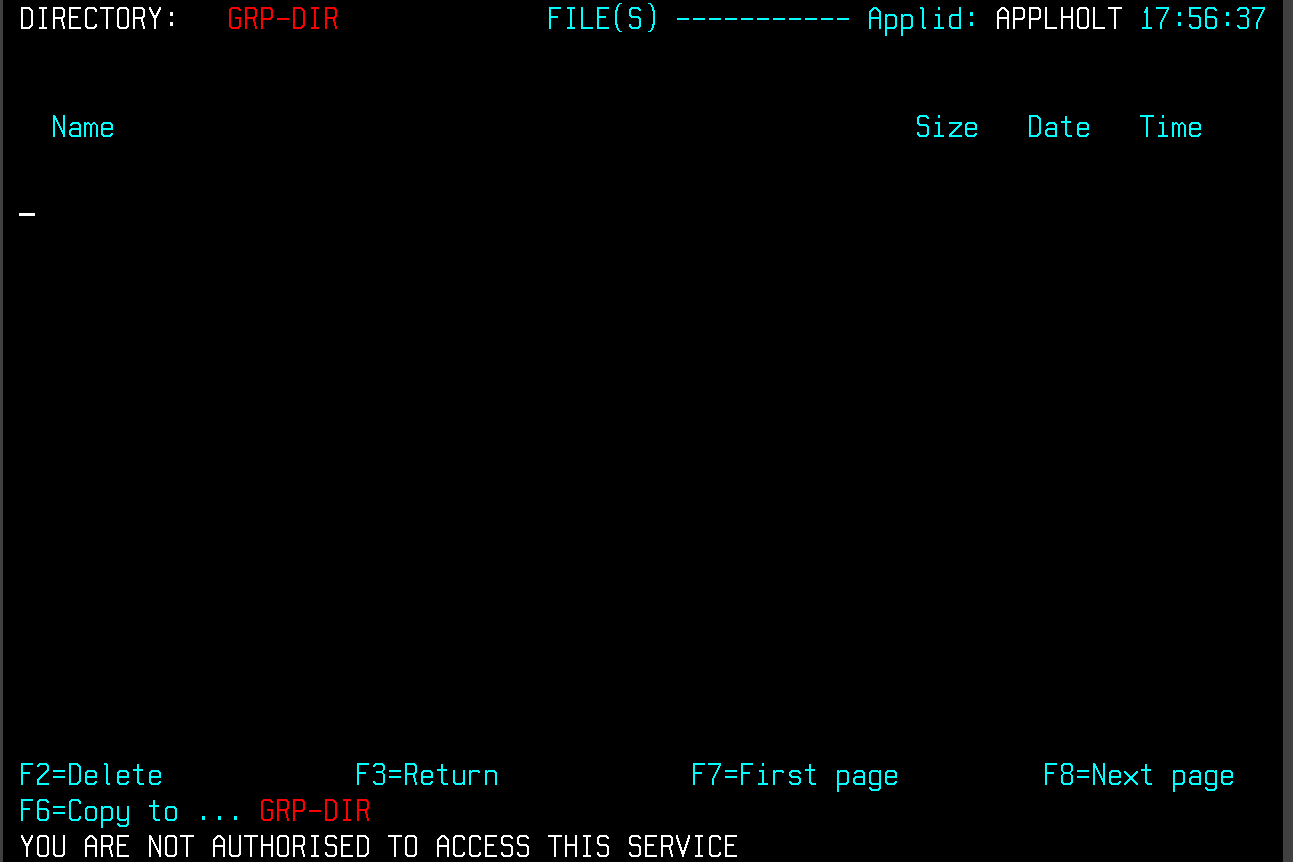 DIRECTORY: GRP-DIR FILE(S) ----------- Applid: APPLHOLT 17:56:37
Name Size Date Time
F2=Delete F3=Return F7=First page F8=Next page
F6=Copy to ... GRP-DIR
YOU ARE NOT AUTHORISED TO ACCESS THIS SERVICE